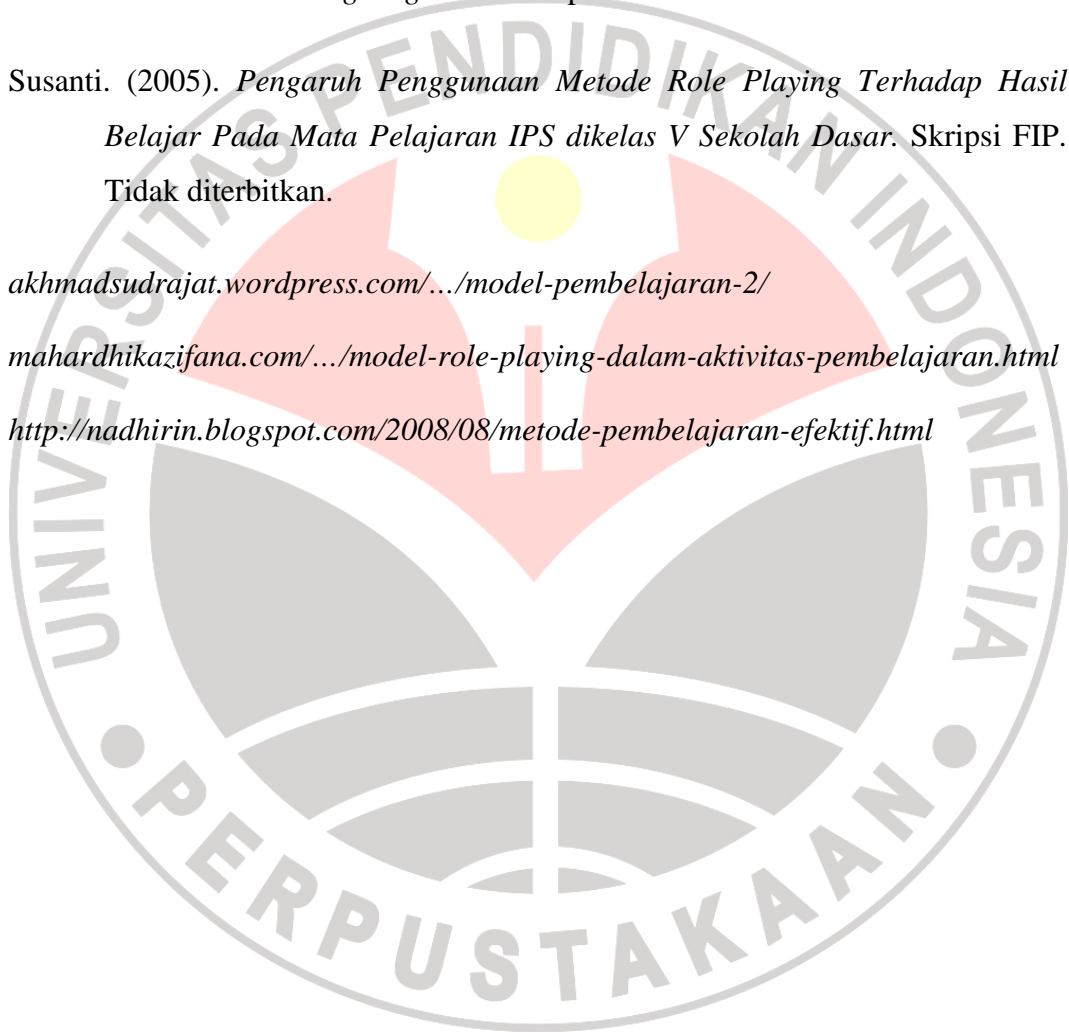 Susanti. (2005). Pengaruh Penggunaan Metode Role Playing Terhadap Hasil
Belajar Pada Mata Pelajaran IPS dikelas V Sekolah Dasar. Skripsi FIP.
Tidak diterbitkan.
akhmadsudrajat.wordpress.com/.../model-pembelajaran-2/
mahardhikazifana.com/.../model-role-playing-dalam-aktivitas-pembelajaran.html
http://nadhirin.blogspot.com/2008/08/metode-pembelajaran-efektif.html
UNIVERSITAS PENDIDIKAN INDONESIA
PERPUSTAKAAN